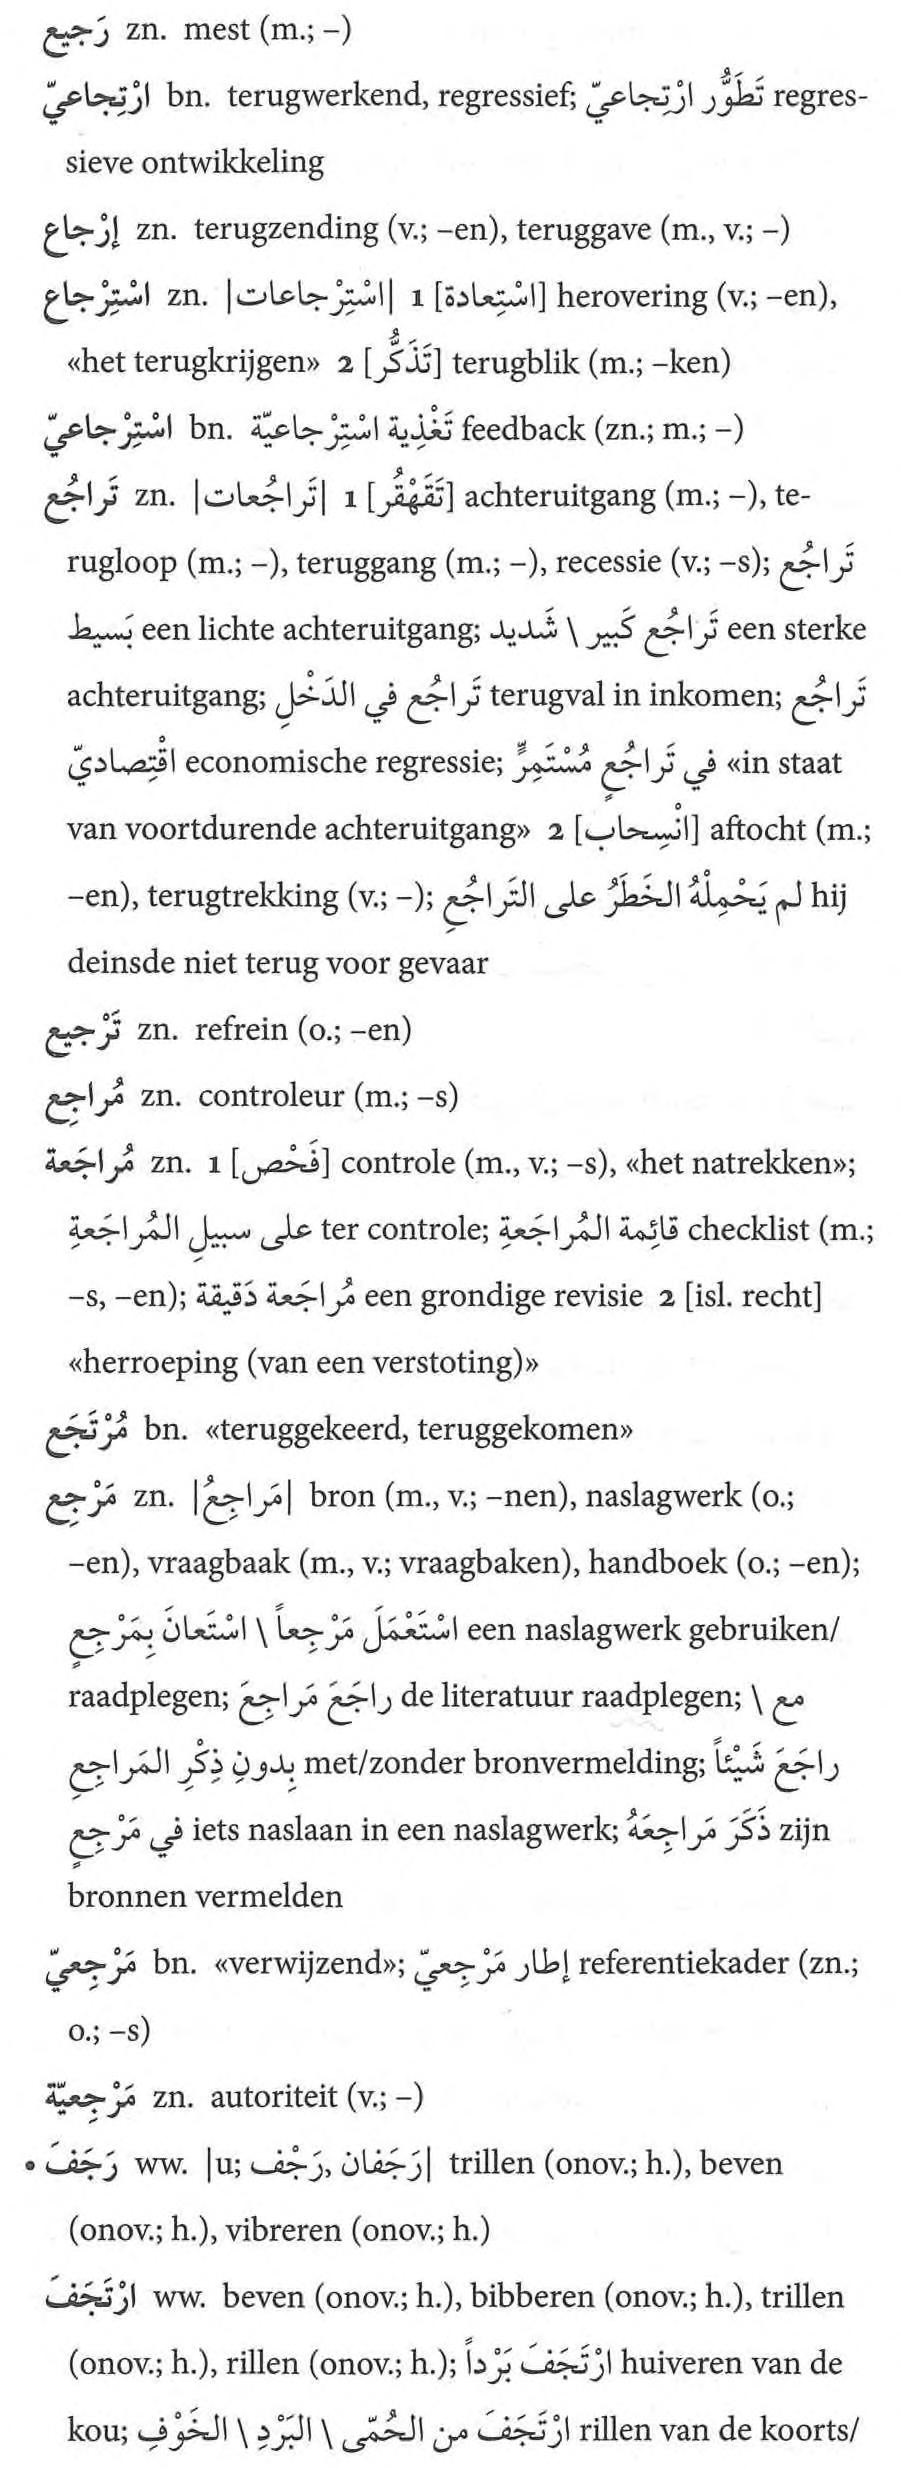 رَجيع zn. mest (m.; –)
ارْتِجاعيّ bn. terugwerkend, regressief; تَطَوُّر ارْتِجاعيّ regres-
sieve ontwikkeling
إرْجاع zn. terugzending (v.; –en), teruggave (m., v.; –)
اسْتِرْجاع zn. |اسْتِرْجاعات| 1 [اسْتِعادة] herovering (v.; –en),
«het terugkrijgen» 2 [تَذَكُّر] terugblik (m.; –ken)
اسْتِرْجاعيّ bn. تَغْذِية اسْتِرْجاعيّة feedback (zn.; m.; –)
تَراجُع zn. |تَراجُعات| 1 [تَقَهْقُر] achteruitgang (m.; –), te-
rugloop (m.; –), teruggang (m.; –), recessie (v.; –s); تَراجُع
بَسيط een lichte achteruitgang; تَراجُع كَبير \ شَديد een sterke
achteruitgang; تَراجُع في الدَخْلِ terugval in inkomen; تَراجُع
اقْتِصاديّ economische regressie; في تَراجُعٍ مُسْتَمِرٍّ «in staat
van voortdurende achteruitgang» 2 [انْسِحاب] aftocht (m.;
–en), terugtrekking (v.; –); لم يَحْمِلْهُ الخَطَرُ على التَراجُعِ hij
deinsde niet terug voor gevaar
تَرْجيع zn. refrein (o.; –en)
مُراجِع zn. controleur (m.; –s)
مُراجَعة zn. 1 [فَحْص] controle (m., v.; –s), «het natrekken»;
على سبيلِ المُراجَعةِ ter controle; قائِمة المُراجَعةِ checklist (m.;
–s, –en); مُراجَعة دَقيقة een grondige revisie 2 [isl. recht]
«herroeping (van een verstoting)»
مُرْتَجَع bn. «teruggekeerd, teruggekomen»
مَرْجِع zn. |مَراجِعُ| bron (m., v.; –nen), naslagwerk (o.;
–en), vraagbaak (m., v.; vraagbaken), handboek (o.; –en);
اسْتَعْمَلَ مَرْجِعاً \ اسْتَعانَ بِمَرْجِعٍ een naslagwerk gebruiken/
raadplegen; راجَعَ مَراجِعَ de literatuur raadplegen; مع \
بِدونِ ذِكْرِ المَراجِعِ met/zonder bronvermelding; راجَعَ شَيْئاً
في مَرْجِعٍ iets naslaan in een naslagwerk; ذَكَرَ مَراجِعَهُ zijn
bronnen vermelden
مَرْجِعيّ bn. «verwijzend»; إطار مَرْجِعيّ referentiekader (zn.;
o.; –s)
مَرْجِعيّة zn. autoriteit (v.; –)
• رَجَفَ ww. |u; رَجَفان, رَجْف| trillen (onov.; h.), beven
(onov.; h.), vibreren (onov.; h.)
ارْتَجَفَ ww. beven (onov.; h.), bibberen (onov.; h.), trillen
(onov.; h.), rillen (onov.; h.); ارْتَجَفَ بَرْداً huiveren van de
kou; ارْتَجَفَ من الحُمّى \ البَرْدِ \ الخَوْفِ rillen van de koorts/